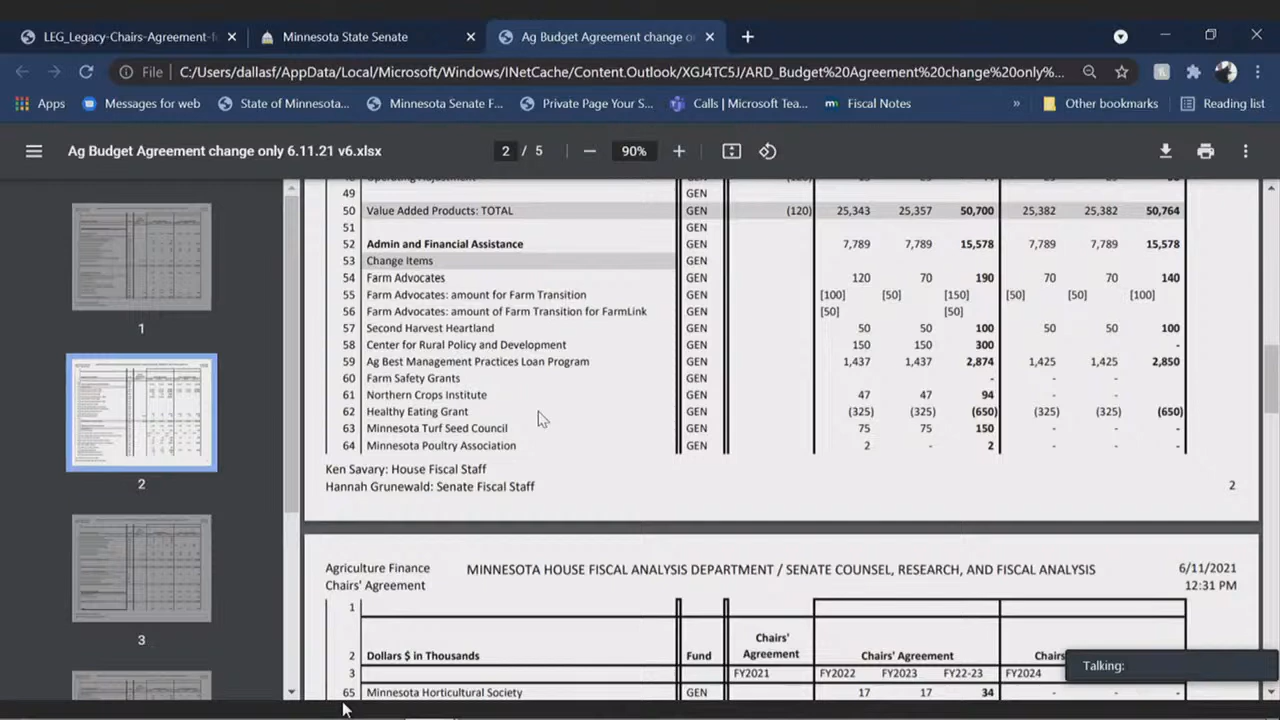 LEG_Legacy-Chairs-Agreement-f
Minnesota State Senate
Ag Budget Agreement change o
File C:/Users/dallasf/AppData/Local/Microsoft/Windows/INetCache/Content.Outlook/XGJ4TC5J/ARD_Budget%20Agreement%20change%20only%...
Apps Messages for web State of Minnesota... Minnesota Senate F... Private Page Your S... Calls | Microsoft Tea... mn Fiscal Notes » Other bookmarks Reading list
Ag Budget Agreement change only 6.11.21 v6.xlsx 2 / 5 90%
49 GEN
50 Value Added Products: TOTAL GEN (120) 25,343 25,357 50,700 25,382 25,382 50,764
51 GEN
52 Admin and Financial Assistance GEN 7,789 7,789 15,578 7,789 7,789 15,578
53 Change Items GEN
54 Farm Advocates GEN 120 70 190 70 70 140
55 Farm Advocates: amount for Farm Transition GEN [100] [50] [150] [50] [50] [100]
56 Farm Advocates: amount of Farm Transition for FarmLink GEN [50] [50]
57 Second Harvest Heartland GEN 50 50 100 50 50 100
58 Center for Rural Policy and Development GEN 150 150 300 -
59 Ag Best Management Practices Loan Program GEN 1,437 1,437 2,874 1,425 1,425 2,850
60 Farm Safety Grants GEN - - - -
61 Northern Crops Institute GEN 47 47 94 - - -
62 Healthy Eating Grant GEN (325) (325) (650) (325) (325) (650)
63 Minnesota Turf Seed Council GEN 75 75 150 - - -
64 Minnesota Poultry Association GEN 2 - 2 - - -
Ken Savary: House Fiscal Staff
Hannah Grunewald: Senate Fiscal Staff 2
Agriculture Finance MINNESOTA HOUSE FISCAL ANALYSIS DEPARTMENT / SENATE COUNSEL, RESEARCH, AND FISCAL ANALYSIS 6/11/2021
Chairs' Agreement 12:31 PM
1
2 Dollars $ in Thousands Fund Chairs' Agreement Chairs' Agreement Chairs
3 FY2021 FY2022 FY2023 FY22-23 FY2024
65 Minnesota Horticultural Society GEN 17 17 34 - - -
1
2
3
Talking: